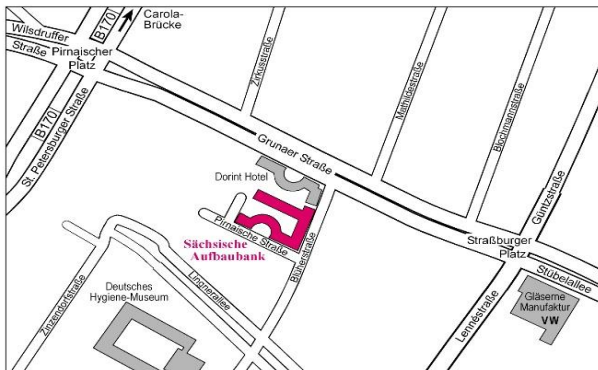 Carola-
Brücke
B170
Wilsdruffer
Straße
Pirnaischer
Platz
B170
St. Petersburger Straße
Zirkusstraße
Mathildestraße
Blochmannstraße
Güntzstraße
Grunaer Straße
Dorint Hotel
Pirnaische Straße
Sächsische
Aufbaubank
Blüherstraße
Straßburger
Platz
Stübelallee
Deutsches
Hygiene-Museum
Zinzendorfstraße
Lingnerallee
Lennéstraße
Gläserne
Manufaktur
VW